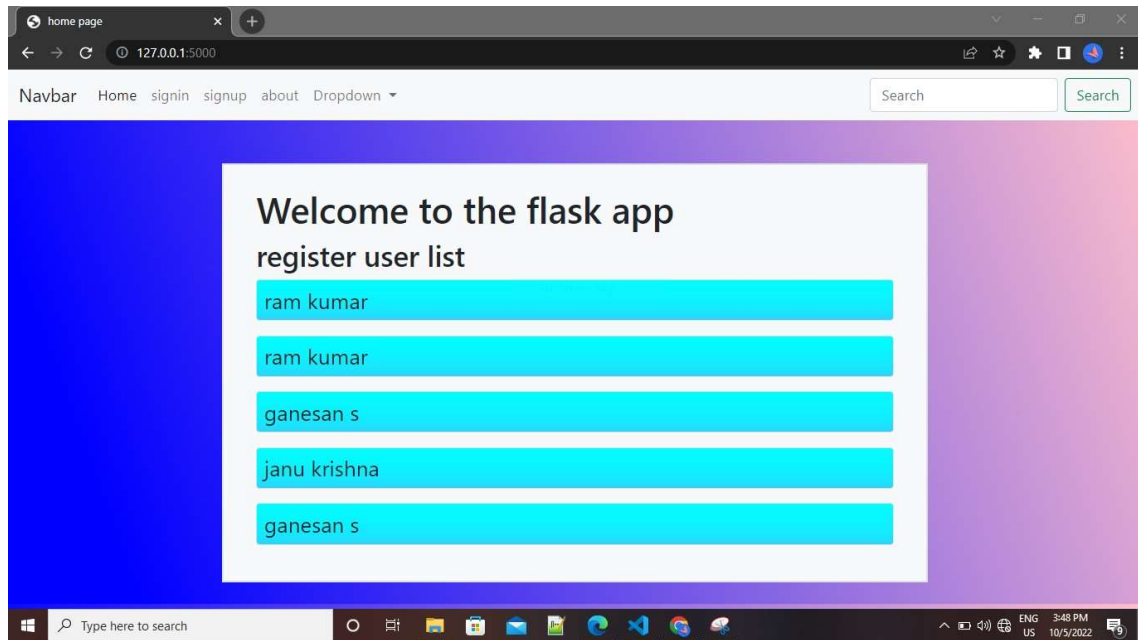 home page
127.0.0.1:5000
Navbar Home signin signup about Dropdown Search Search
Welcome to the flask app
register user list
ram kumar
ram kumar
ganesan s
janu krishna
ganesan s
Type here to search
ENG 3:48 PM
US 10/5/2022
9